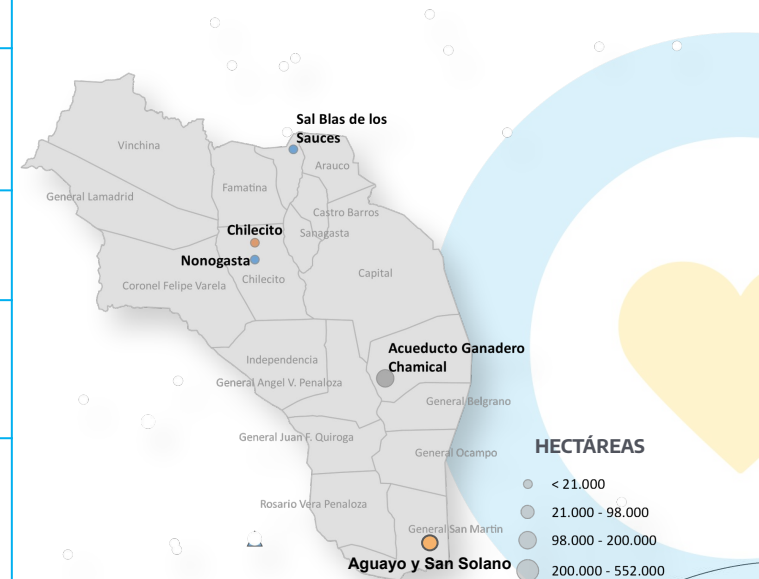 Sal Blas de los
Sauces
Vinchina
Arauco
Famatina
General Lamadrid
Castro Barros
Chilecito
Sanagasta
Nonogasta
Capital
Chilecito
Coronel Felipe Varela
Acueducto Ganadero
Chamical
Independencia
General Angel V. Penaloza
General Belgrano
General Juan F. Quiroga
HECTÁREAS
General Ocampo
< 21.000
Rosario Vera Penaloza
21.000 - 98.000
General San Martin
98.000 - 200.000
Aguayo y San Solano
200.000 - 552.000